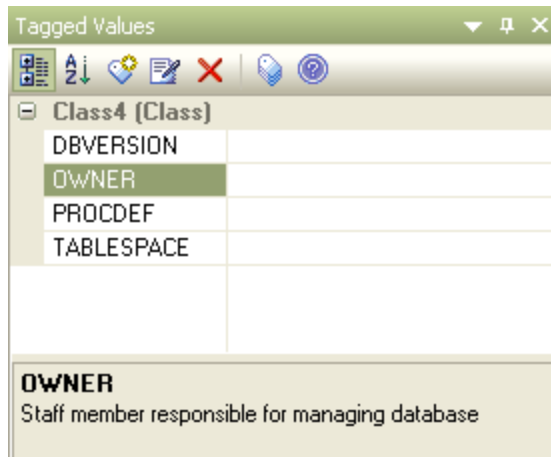 Tagged Values
Class4 (Class)
DBVERSION
OWNER
PROCDEF
TABLESPACE
OWNER
Staff member responsible for managing database